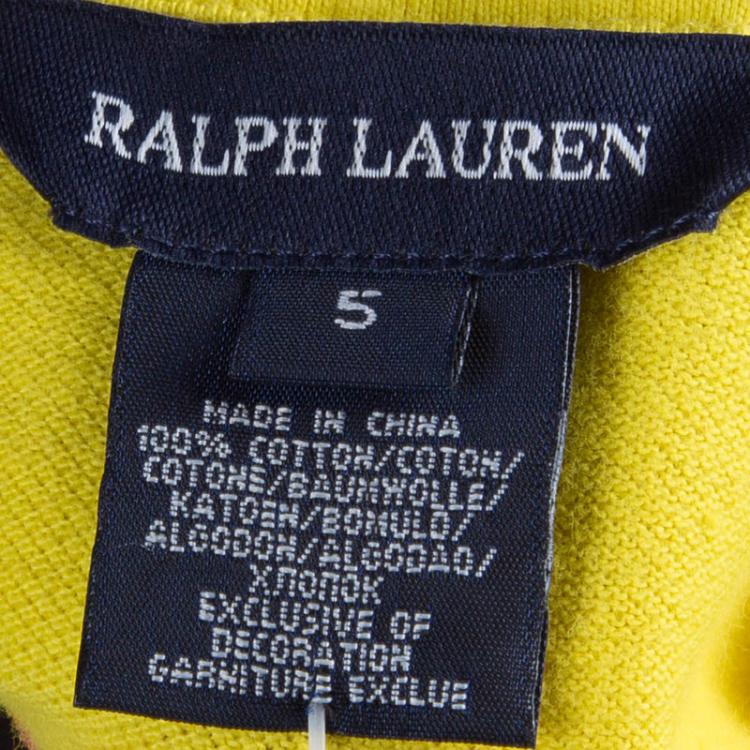 RALPH LAUREN
5
MADE IN CHINA
100% COTTON/COTON/
COTONE/BAUMWOLLE/
KATOEN/BOMULD/
ALGODON/ALGODAO/
ХЛОПОК
EXCLUSIVE OF
DECORATION
GARNITURE EXCLUE